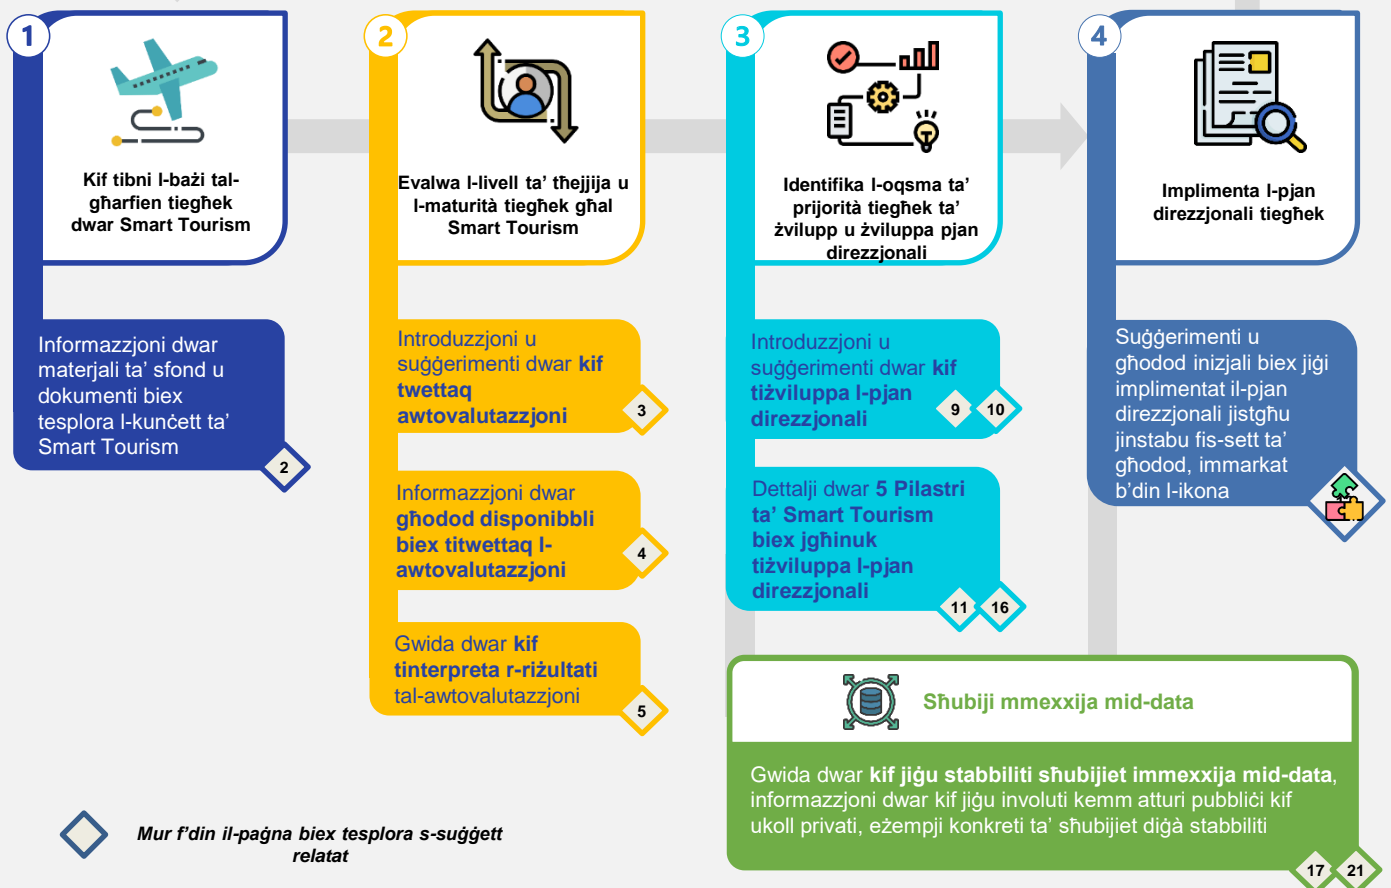 1
Kif tibni l-bażi tal-
għarfien tiegħek
dwar Smart Tourism
Informazzjoni dwar
materjali ta’ sfond u
dokumenti biex
tesplora l-kunċett ta’
Smart Tourism
2
2
Evalwa l-livell ta’ tħejjija u
l-maturità tiegħek għal
Smart Tourism
Introduzzjoni u
suġġerimenti dwar kif
twettaq
awtovalutazzjoni
3
Informazzjoni dwar
għodod disponibbli
biex titwettaq l-
awtovalutazzjoni
4
Gwida dwar kif
tinterpreta r-riżultati
tal-awtovalutazzjoni
5
3
Identifika l-oqsma ta’
prijorità tiegħek ta’
żvilupp u żviluppa pjan
direzzjonali
Introduzzjoni u
suġġerimenti dwar kif
tiżviluppa l-pjan
direzzjonali
9 10
Dettalji dwar 5 Pilastri
ta’ Smart Tourism
biex jgħinuk
tiżviluppa l-pjan
direzzjonali
11 16
4
Implimenta l-pjan
direzzjonali tiegħek
Suġġerimenti u
għodod inizjali biex jiġi
implimentat il-pjan
direzzjonali jistgħu
jinstabu fis-sett ta’
għodod, immarkat
b’din l-ikona
Sħubiji mmexxija mid-data
Gwida dwar kif jiġu stabbiliti sħubijiet immexxija mid-data,
informazzjoni dwar kif jiġu involuti kemm atturi pubbliċi kif
ukoll privati, eżempji konkreti ta’ sħubijiet diġà stabbiliti
17 21
Mur f’din il-paġna biex tesplora s-suġġett
relatat